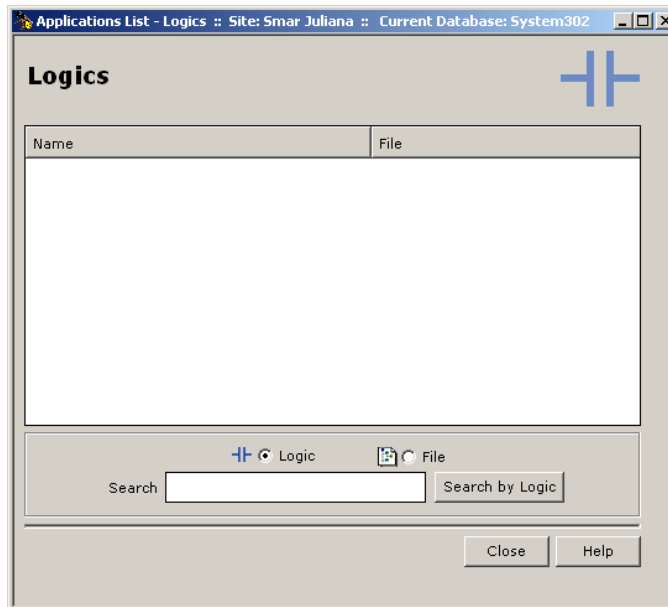 Applications List - Logics :: Site: Smar Juliana :: Current Database: System302
Logics
Name File
Logic File
Search Search by Logic
Close Help